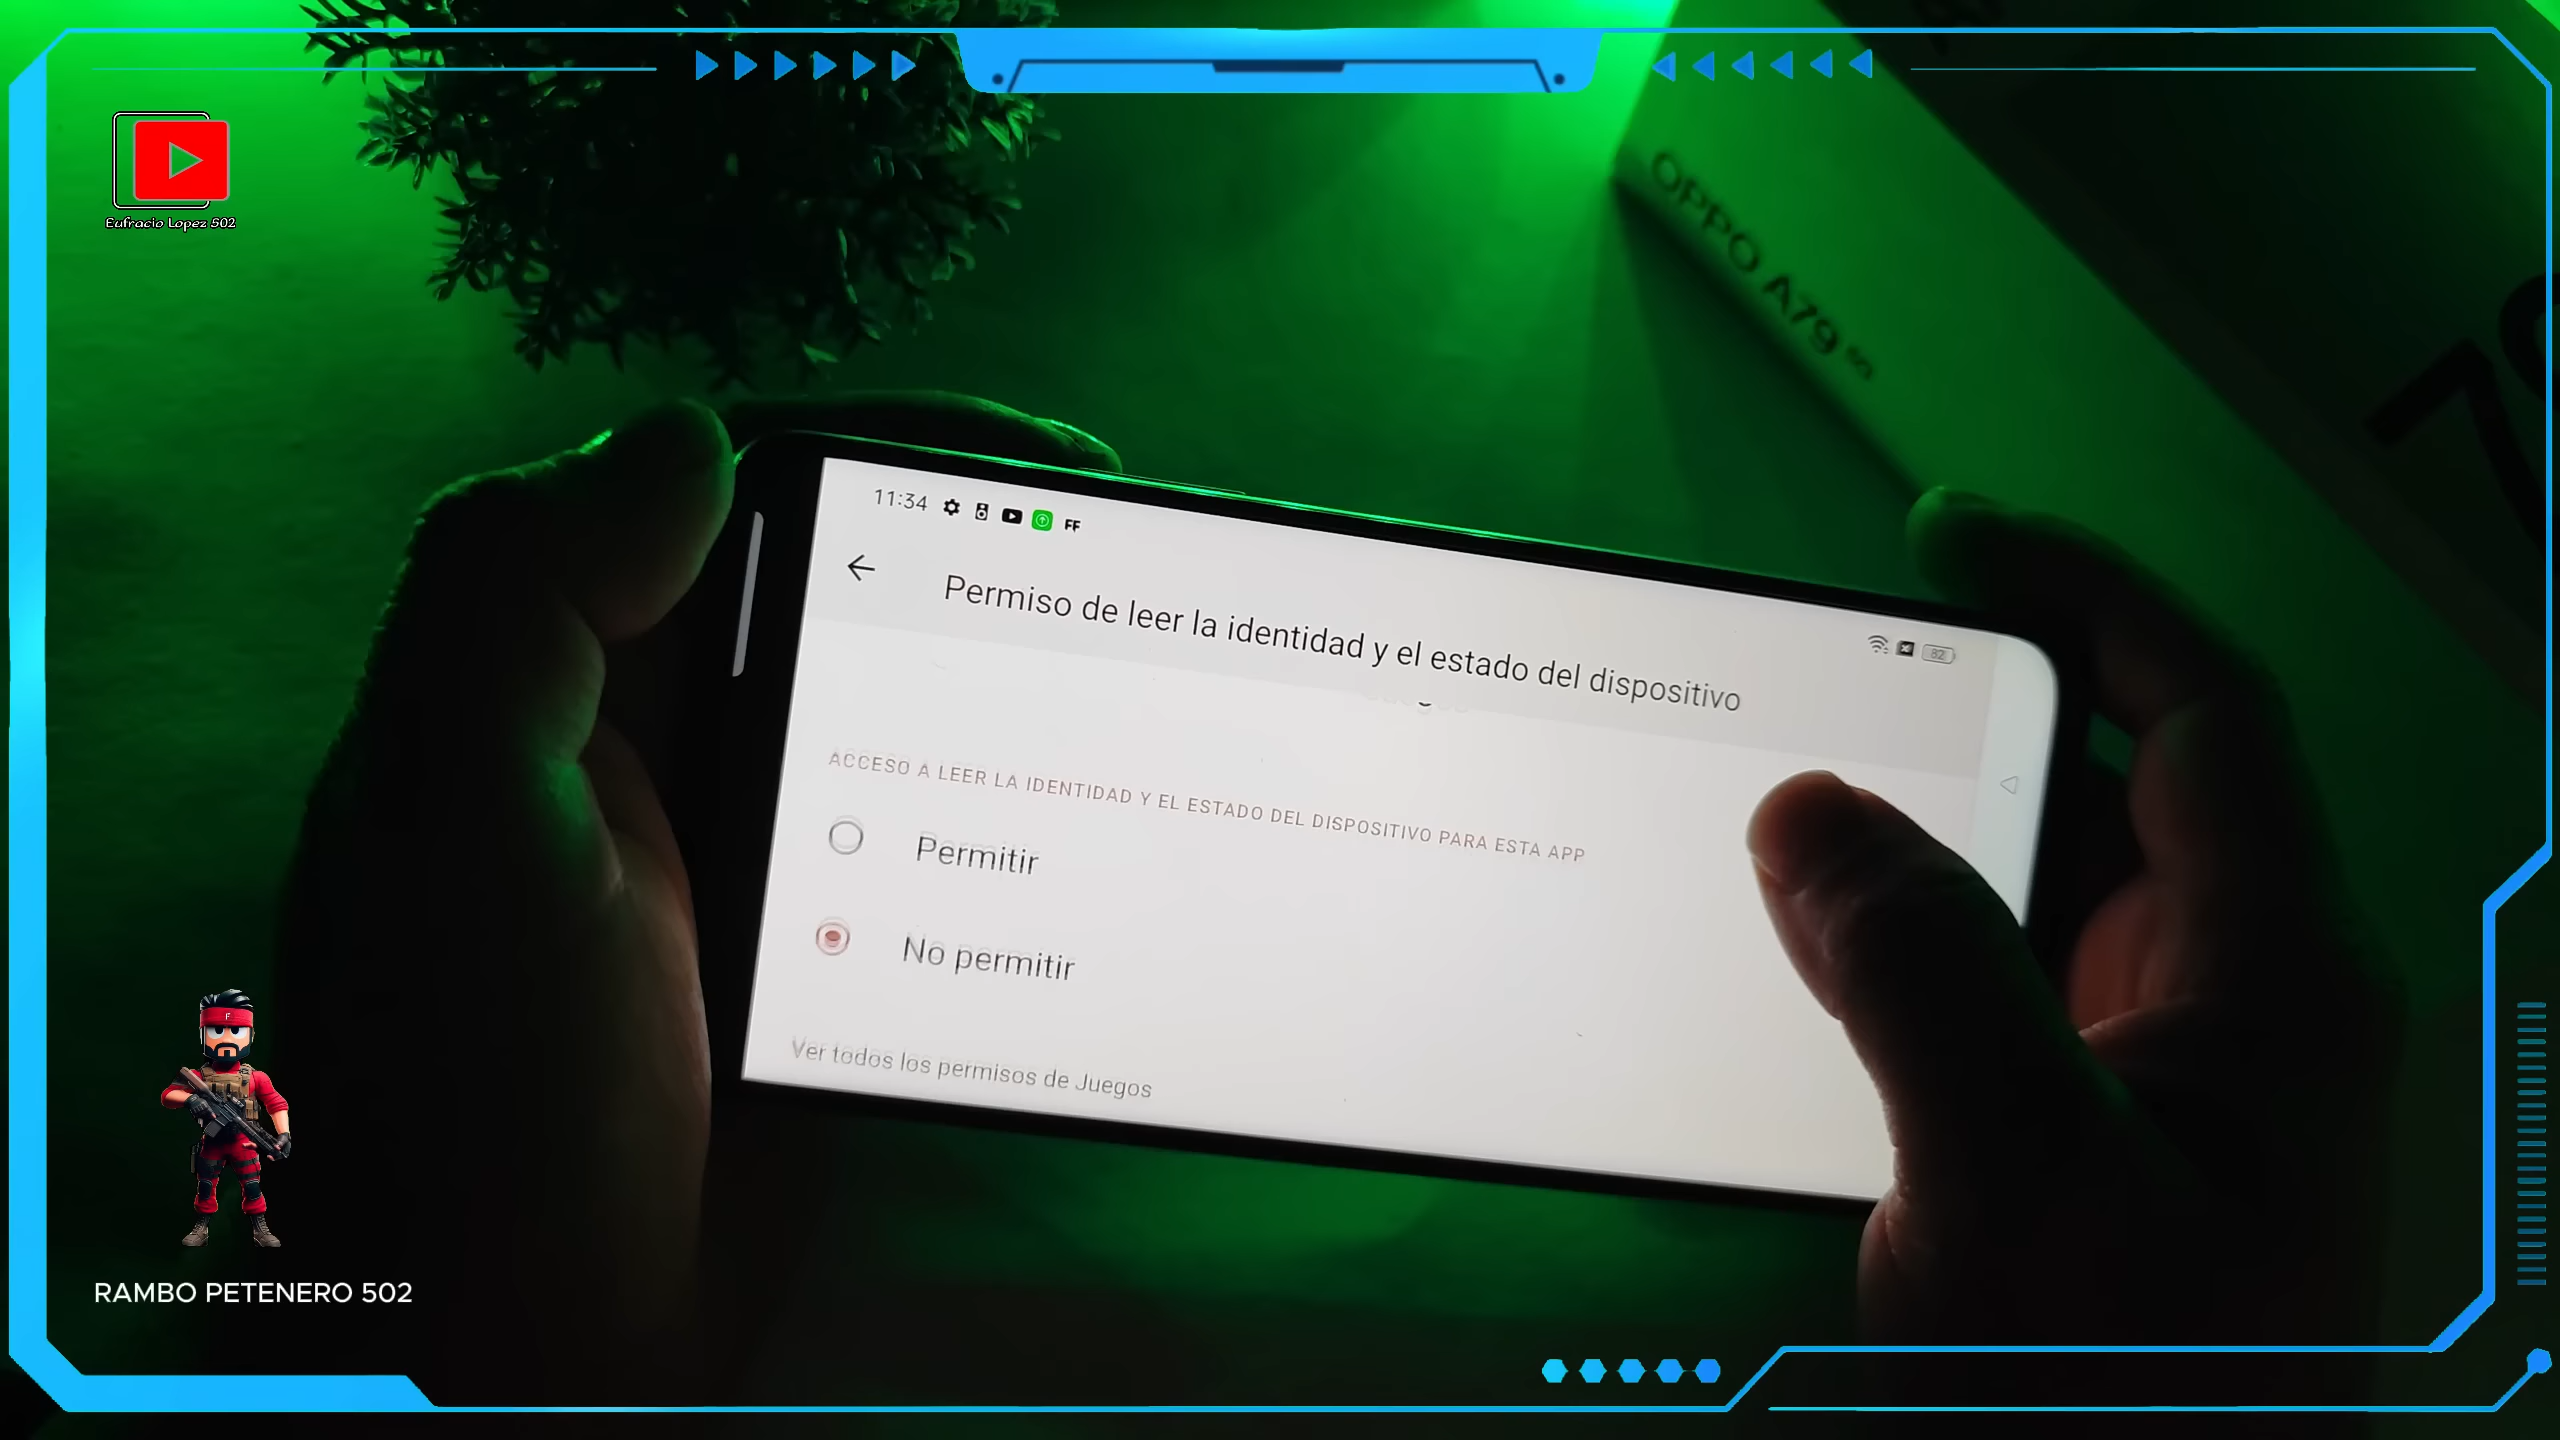 Eufracio Lopez 502
OPPO A79 5G
11:34
FF
82
Permiso de leer la identidad y el estado del dispositivo
ACCESO A LEER LA IDENTIDAD Y EL ESTADO DEL DISPOSITIVO PARA ESTA APP
Permitir
No permitir
Ver todos los permisos de Juegos
F
RAMBO PETENERO 502